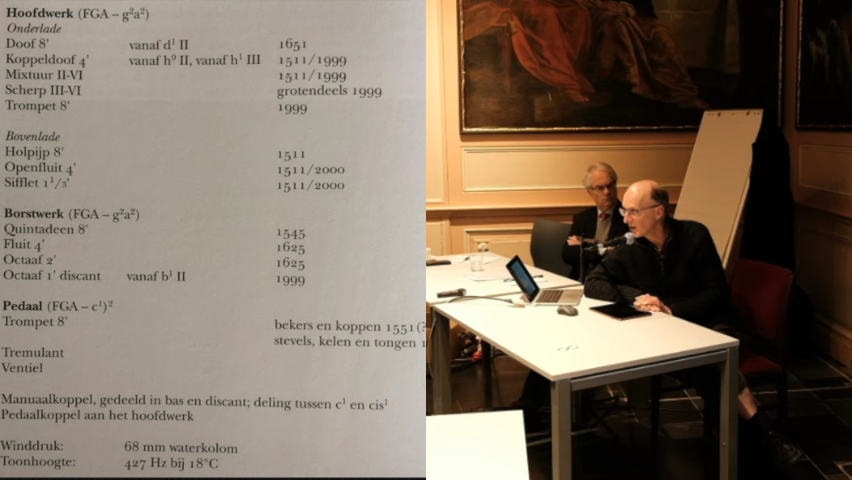 Hoofdwerk (FGA – g²a²)
Onderlade
Doof 8' vanaf d¹ II 1651
Koppeldoof 4' vanaf h⁰ II, vanaf h¹ III 1511/1999
Mixtuur II-VI 1511/1999
Scherp III-VI grotendeels 1999
Trompet 8' 1999
Bovenlade
Holpijp 8' 1511
Openfluit 4' 1511/2000
Sifflet 1¹/₃' 1511/2000
Borstwerk (FGA – g²a²)
Quintadeen 8' 1545
Fluit 4' 1625
Octaaf 2' 1625
Octaaf 1' discant vanaf b¹ II 1999
Pedaal (FGA – c¹)²
Trompet 8' bekers en koppen 1551(?
stevels, kelen en tongen 1
Tremulant
Ventiel
Manuaalkoppel, gedeeld in bas en discant; deling tussen c¹ en cis¹
Pedaalkoppel aan het hoofdwerk
Winddruk: 68 mm waterkolom
Toonhoogte: 427 Hz bij 18°C